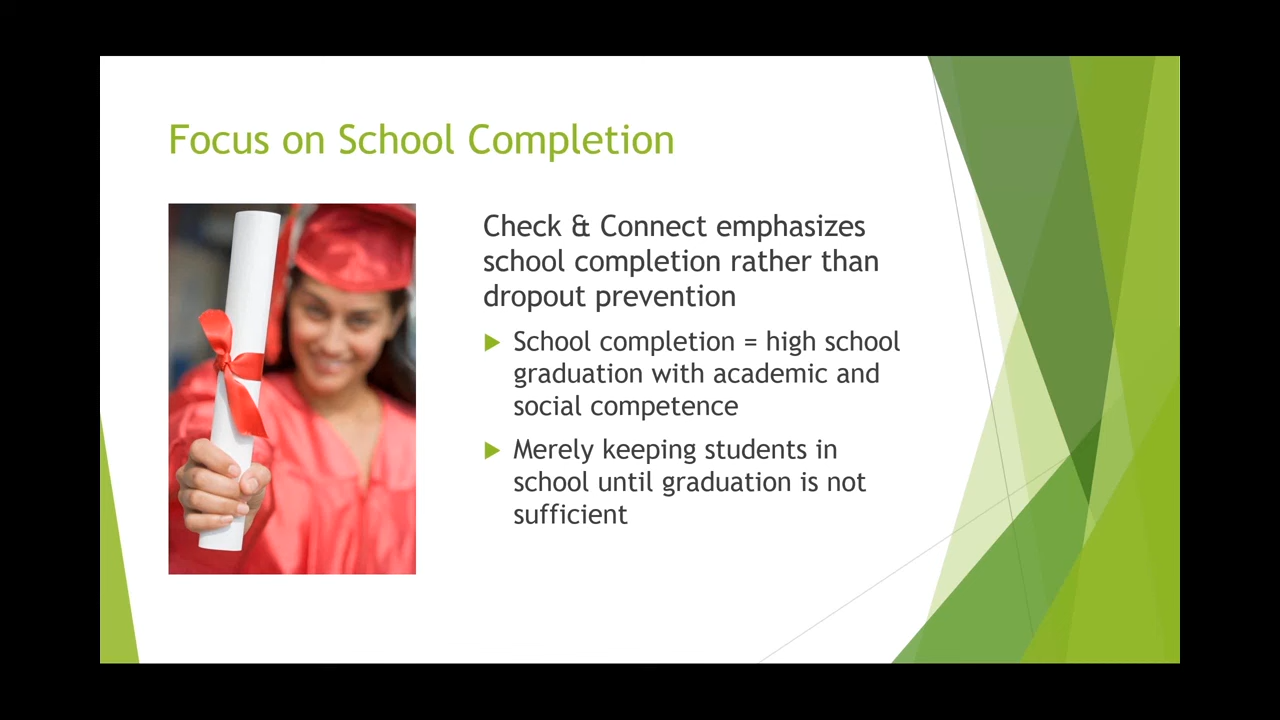 Focus on School Completion
Check & Connect emphasizes
school completion rather than
dropout prevention
School completion = high school
graduation with academic and
social competence
Merely keeping students in
school until graduation is not
sufficient